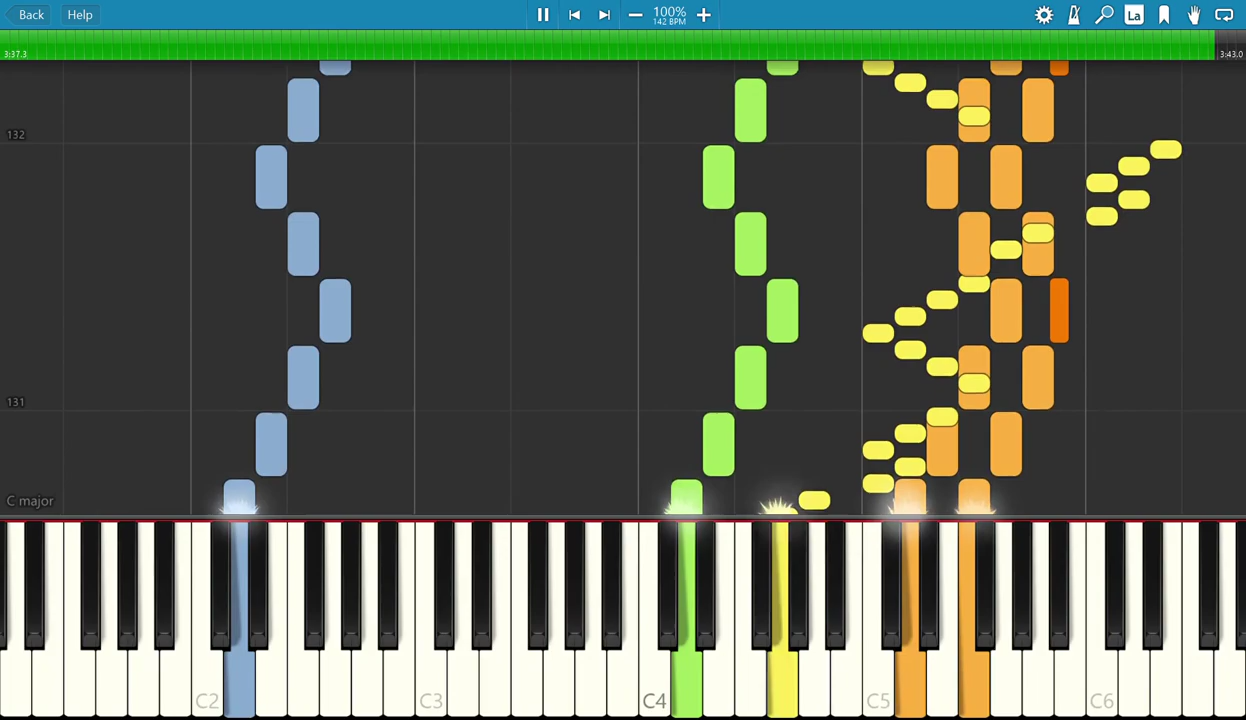 Back Help
100%
142 BPM
La
3:37.3
3:43.0
132
131
C major
C2 C3 C4 C5 C6